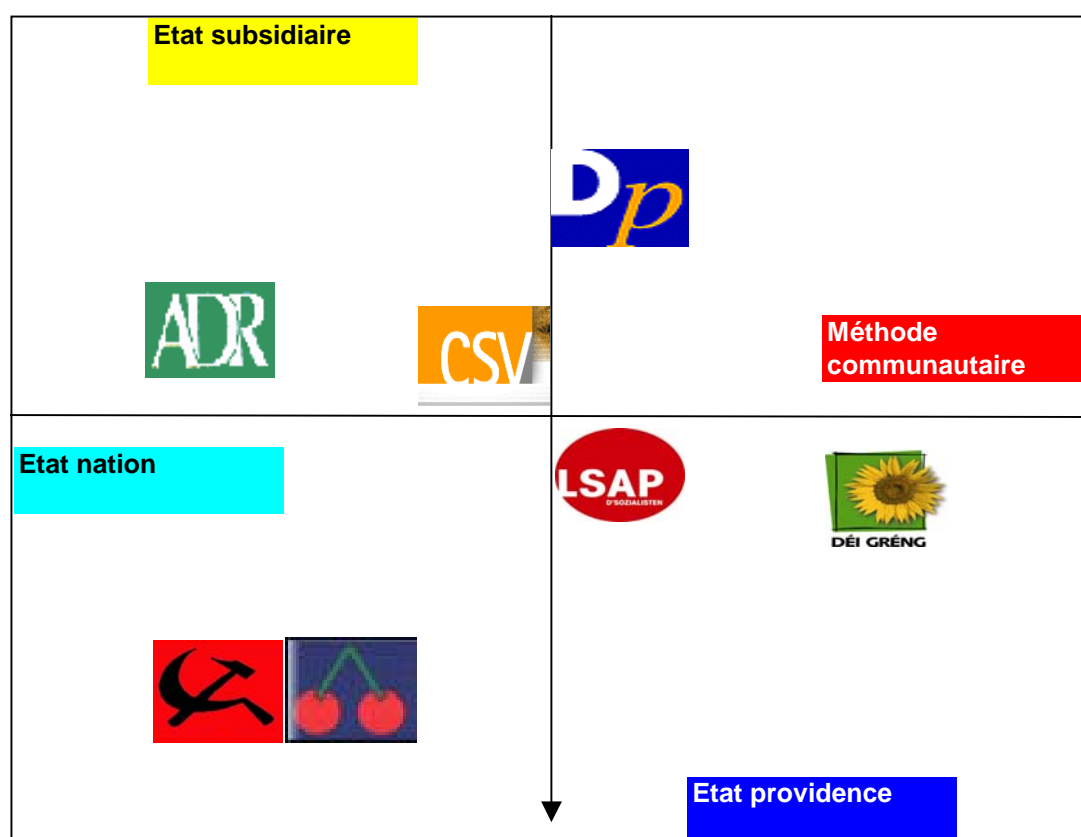 Etat subsidiaire
Dp
ADR
CSV
Méthode
communautaire
Etat nation
LSAP
D'SOZIALISTEN
DÉI GRÉNG
Etat providence